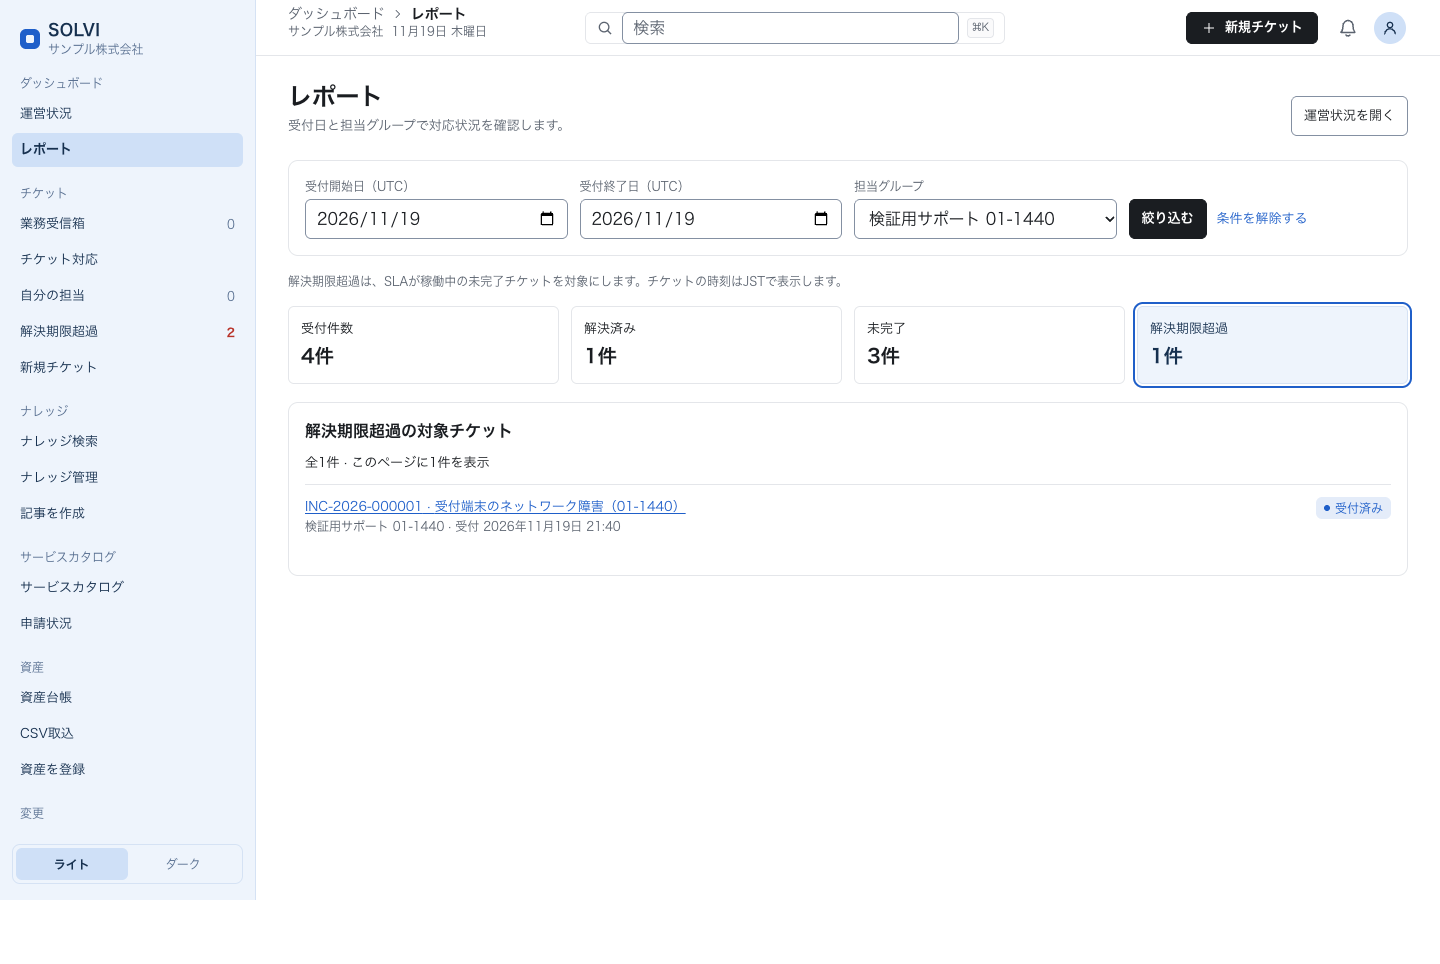 SOLVI
サンプル株式会社
ダッシュボード
運営状況
レポート
チケット
業務受信箱 0
チケット対応
自分の担当 0
解決期限超過 2
新規チケット
ナレッジ
ナレッジ検索
ナレッジ管理
記事を作成
サービスカタログ
サービスカタログ
申請状況
資産
資産台帳
CSV取込
資産を登録
変更
ライト ダーク
ダッシュボード > レポート
サンプル株式会社 11月19日 木曜日
検索 ⌘K
+ 新規チケット
レポート
受付日と担当グループで対応状況を確認します。
運営状況を開く
受付開始日（UTC） 受付終了日（UTC） 担当グループ
2026/11/19 2026/11/19 検証用サポート 01-1440 絞り込む 条件を解除する
解決期限超過は、SLAが稼働中の未完了チケットを対象にします。チケットの時刻はJSTで表示します。
受付件数 解決済み 未完了 解決期限超過
4件 1件 3件 1件
解決期限超過の対象チケット
全1件 · このページに1件を表示
INC-2026-000001 · 受付端末のネットワーク障害（01-1440） 受付済み
検証用サポート 01-1440 · 受付 2026年11月19日 21:40